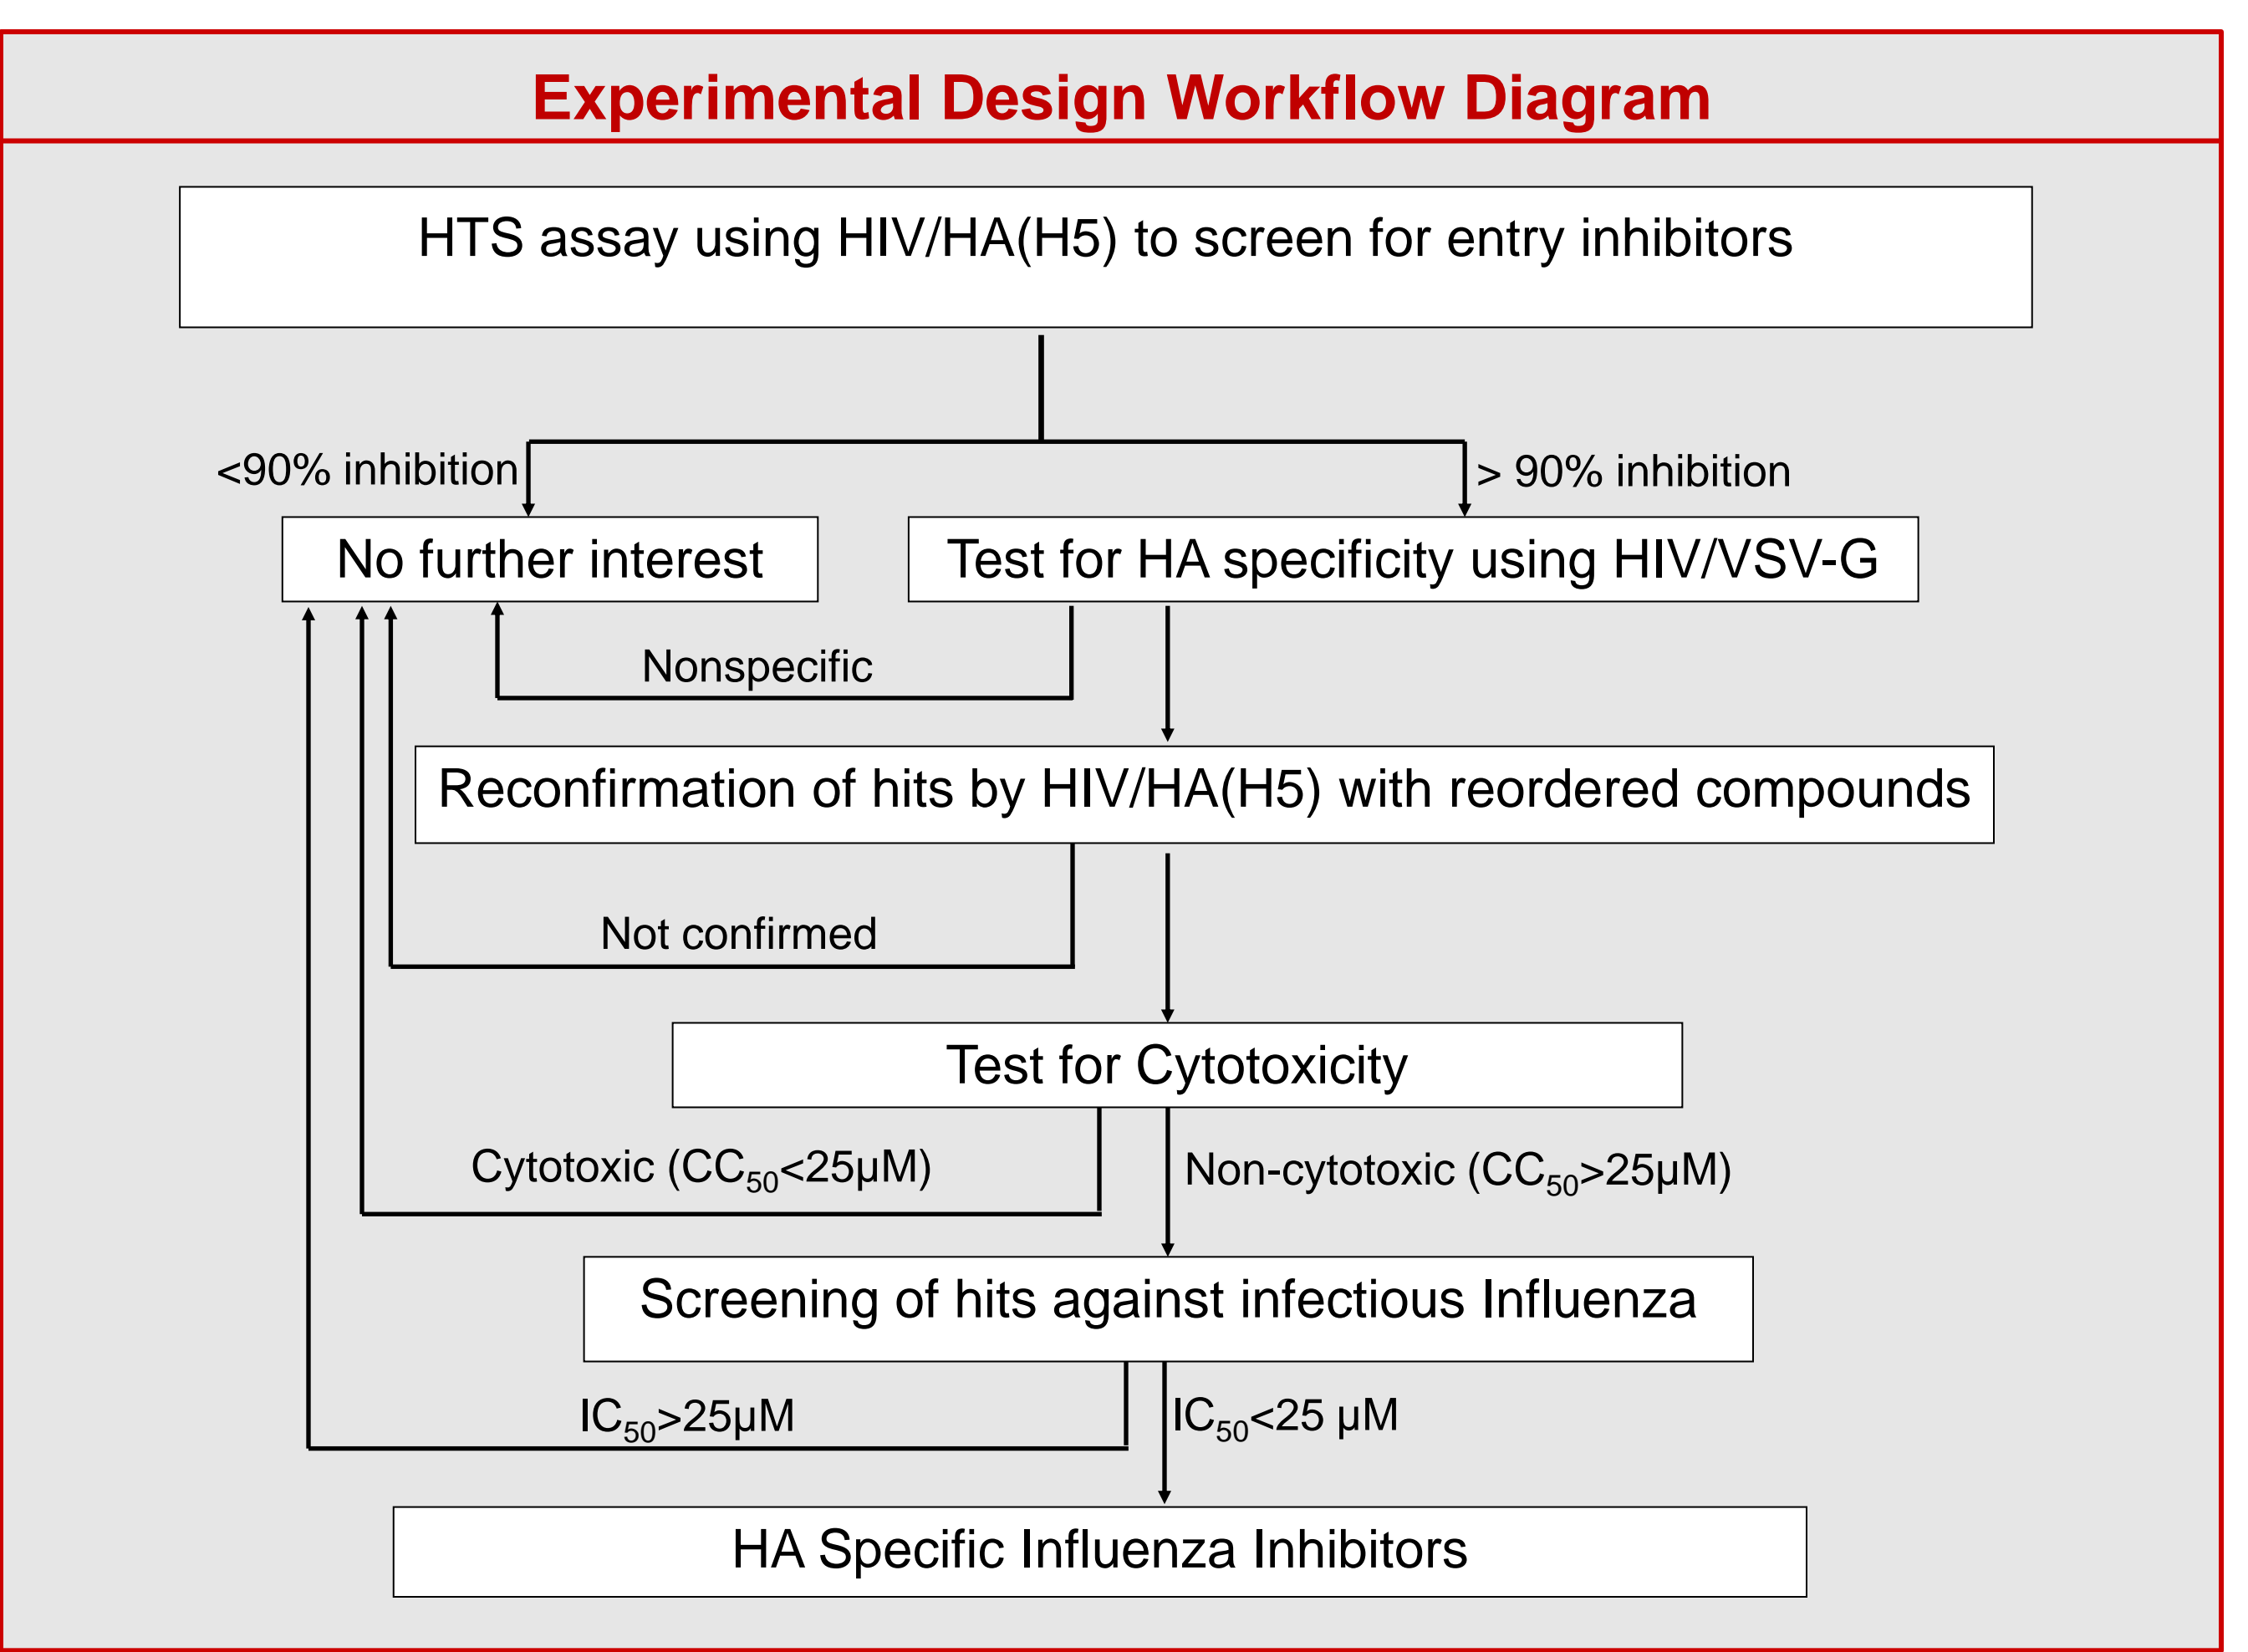 Experimental Design Workflow Diagram
HTS assay using HIV/HA(H5) to screen for entry inhibitors
<90% inhibition
> 90% inhibition
No further interest
Test for HA specificity using HIV/VSV-G
Nonspecific
Reconfirmation of hits by HIV/HA(H5) with reordered compounds
Not confirmed
Test for Cytotoxicity
Cytotoxic (CC50<25µM)
Non-cytotoxic (CC50>25µM)
Screening of hits against infectious Influenza
IC50>25µM
IC50<25 µM
HA Specific Influenza Inhibitors